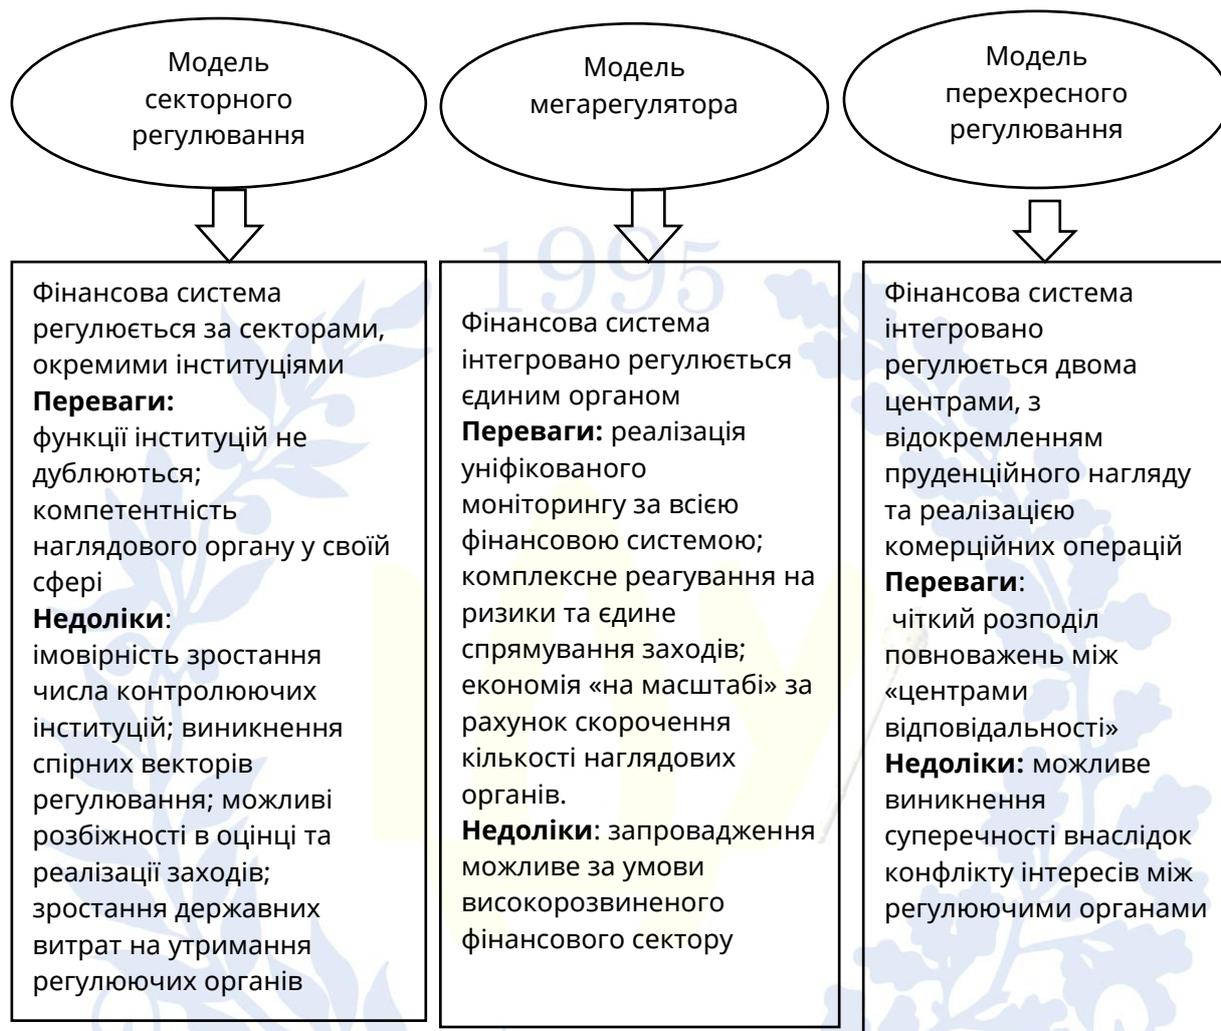 Модель
секторного
регулювання
Модель
мегарегулятора
Модель
перехресного
регулювання
1995
Фінансова система
регулюється за секторами,
окремими інституціями
Переваги:
функції інституцій не
дублюються;
компетентність
наглядового органу у своїй
сфері
Недоліки:
імовірність зростання
числа контролюючих
інституцій; виникнення
спірних векторів
регулювання; можливі
розбіжності в оцінці та
реалізації заходів;
зростання державних
витрат на утримання
регулюючих органів
Фінансова система
інтегровано регулюється
єдиним органом
Переваги: реалізація
уніфікованого
моніторингу за всією
фінансовою системою;
комплексне реагування на
ризики та єдине
спрямування заходів;
економія «на масштабі» за
рахунок скорочення
кількості наглядових
органів.
Недоліки: запровадження
можливе за умови
високорозвиненого
фінансового сектору
Фінансова система
інтегровано
регулюється двома
центрами, з
відокремленням
пруденційного нагляду
та реалізацією
комерційних операцій
Переваги:
чіткий розподіл
повноважень між
«центрами
відповідальності»
Недоліки: можливе
виникнення
суперечності внаслідок
конфлікту інтересів між
регулюючими органами